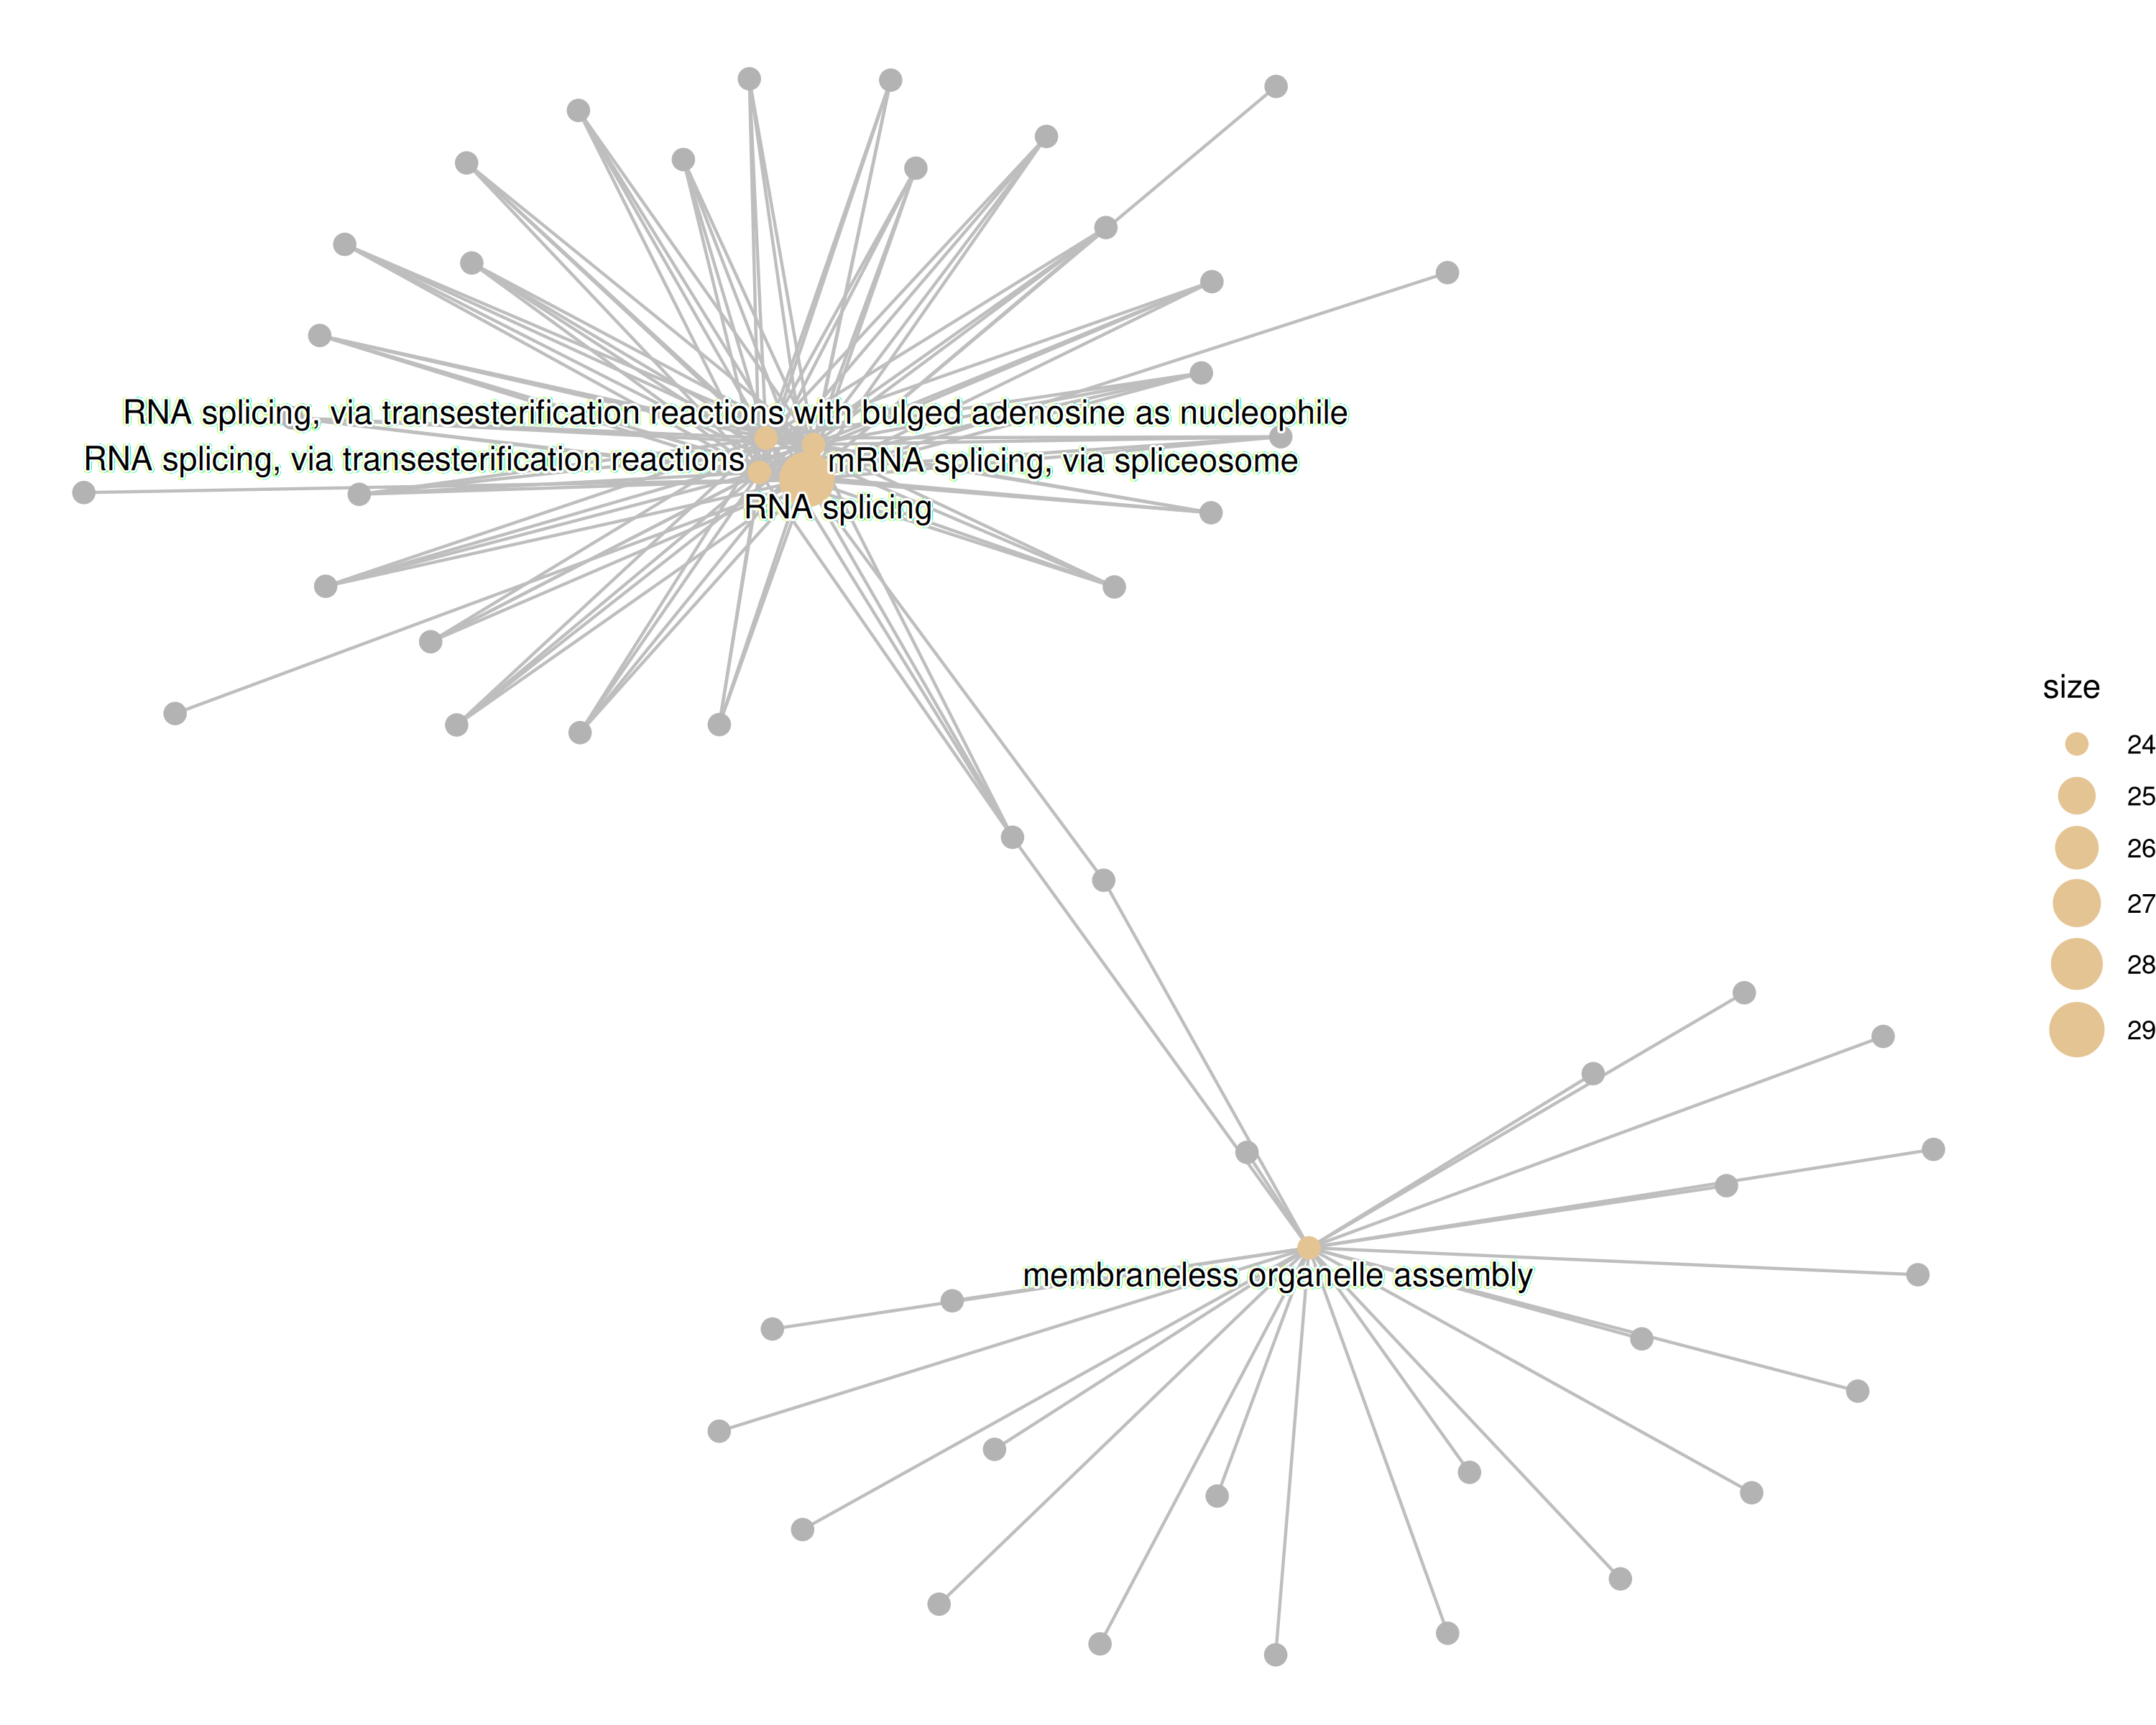 RNA splicing, via transesterification reactions with bulged adenosine as nucleophile
RNA splicing, via transesterification reactions
mRNA splicing, via spliceosome
RNA splicing
membraneless organelle assembly
size
24
25
26
27
28
29